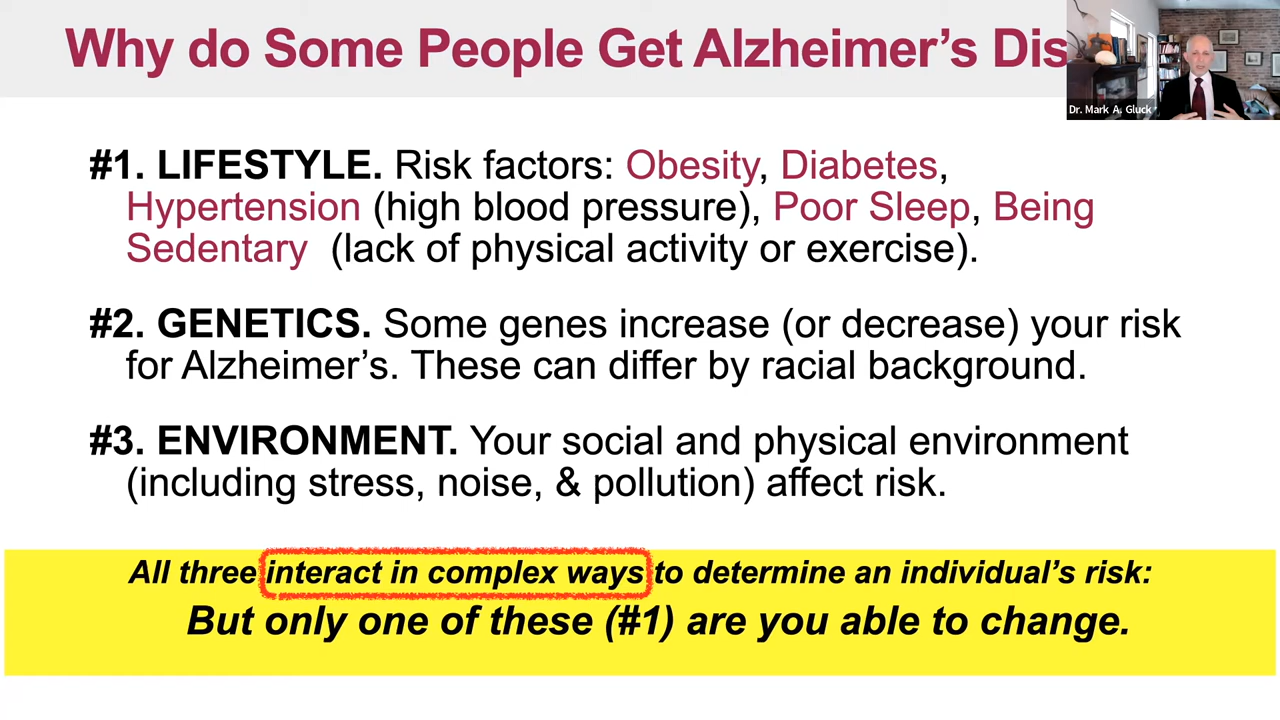 Why do Some People Get Alzheimer's Dis
Dr. Mark A. Gluck
#1. LIFESTYLE. Risk factors: Obesity, Diabetes,
Hypertension (high blood pressure), Poor Sleep, Being
Sedentary (lack of physical activity or exercise).
#2. GENETICS. Some genes increase (or decrease) your risk
for Alzheimer's. These can differ by racial background.
#3. ENVIRONMENT. Your social and physical environment
(including stress, noise, & pollution) affect risk.
All three interact in complex ways to determine an individual's risk:
But only one of these (#1) are you able to change.